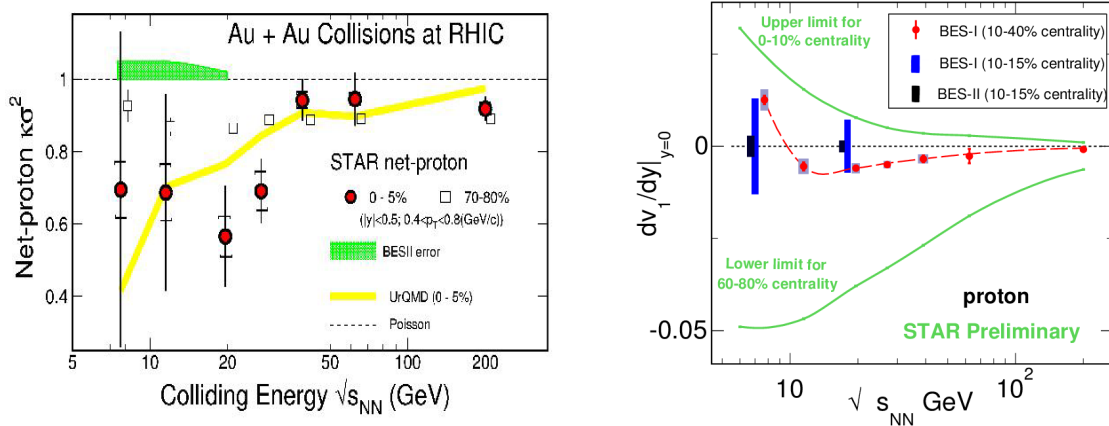 Au + Au Collisions at RHIC
Net-proton κσ²
1
0.8
0.6
0.4
STAR net-proton
0 - 5%
70-80%
(|y|<0.5; 0.4<p_T<0.8(GeV/c))
BESII error
UrQMD (0 - 5%)
Poisson
5
10
20
50
100
200
Colliding Energy √s_NN (GeV)
Upper limit for
0-10% centrality
BES-I (10-40% centrality)
BES-I (10-15% centrality)
BES-II (10-15% centrality)
dv₁/dy|y=0
0
-0.05
Lower limit for
60-80% centrality
proton
STAR Preliminary
10
10²
√ s_NN GeV